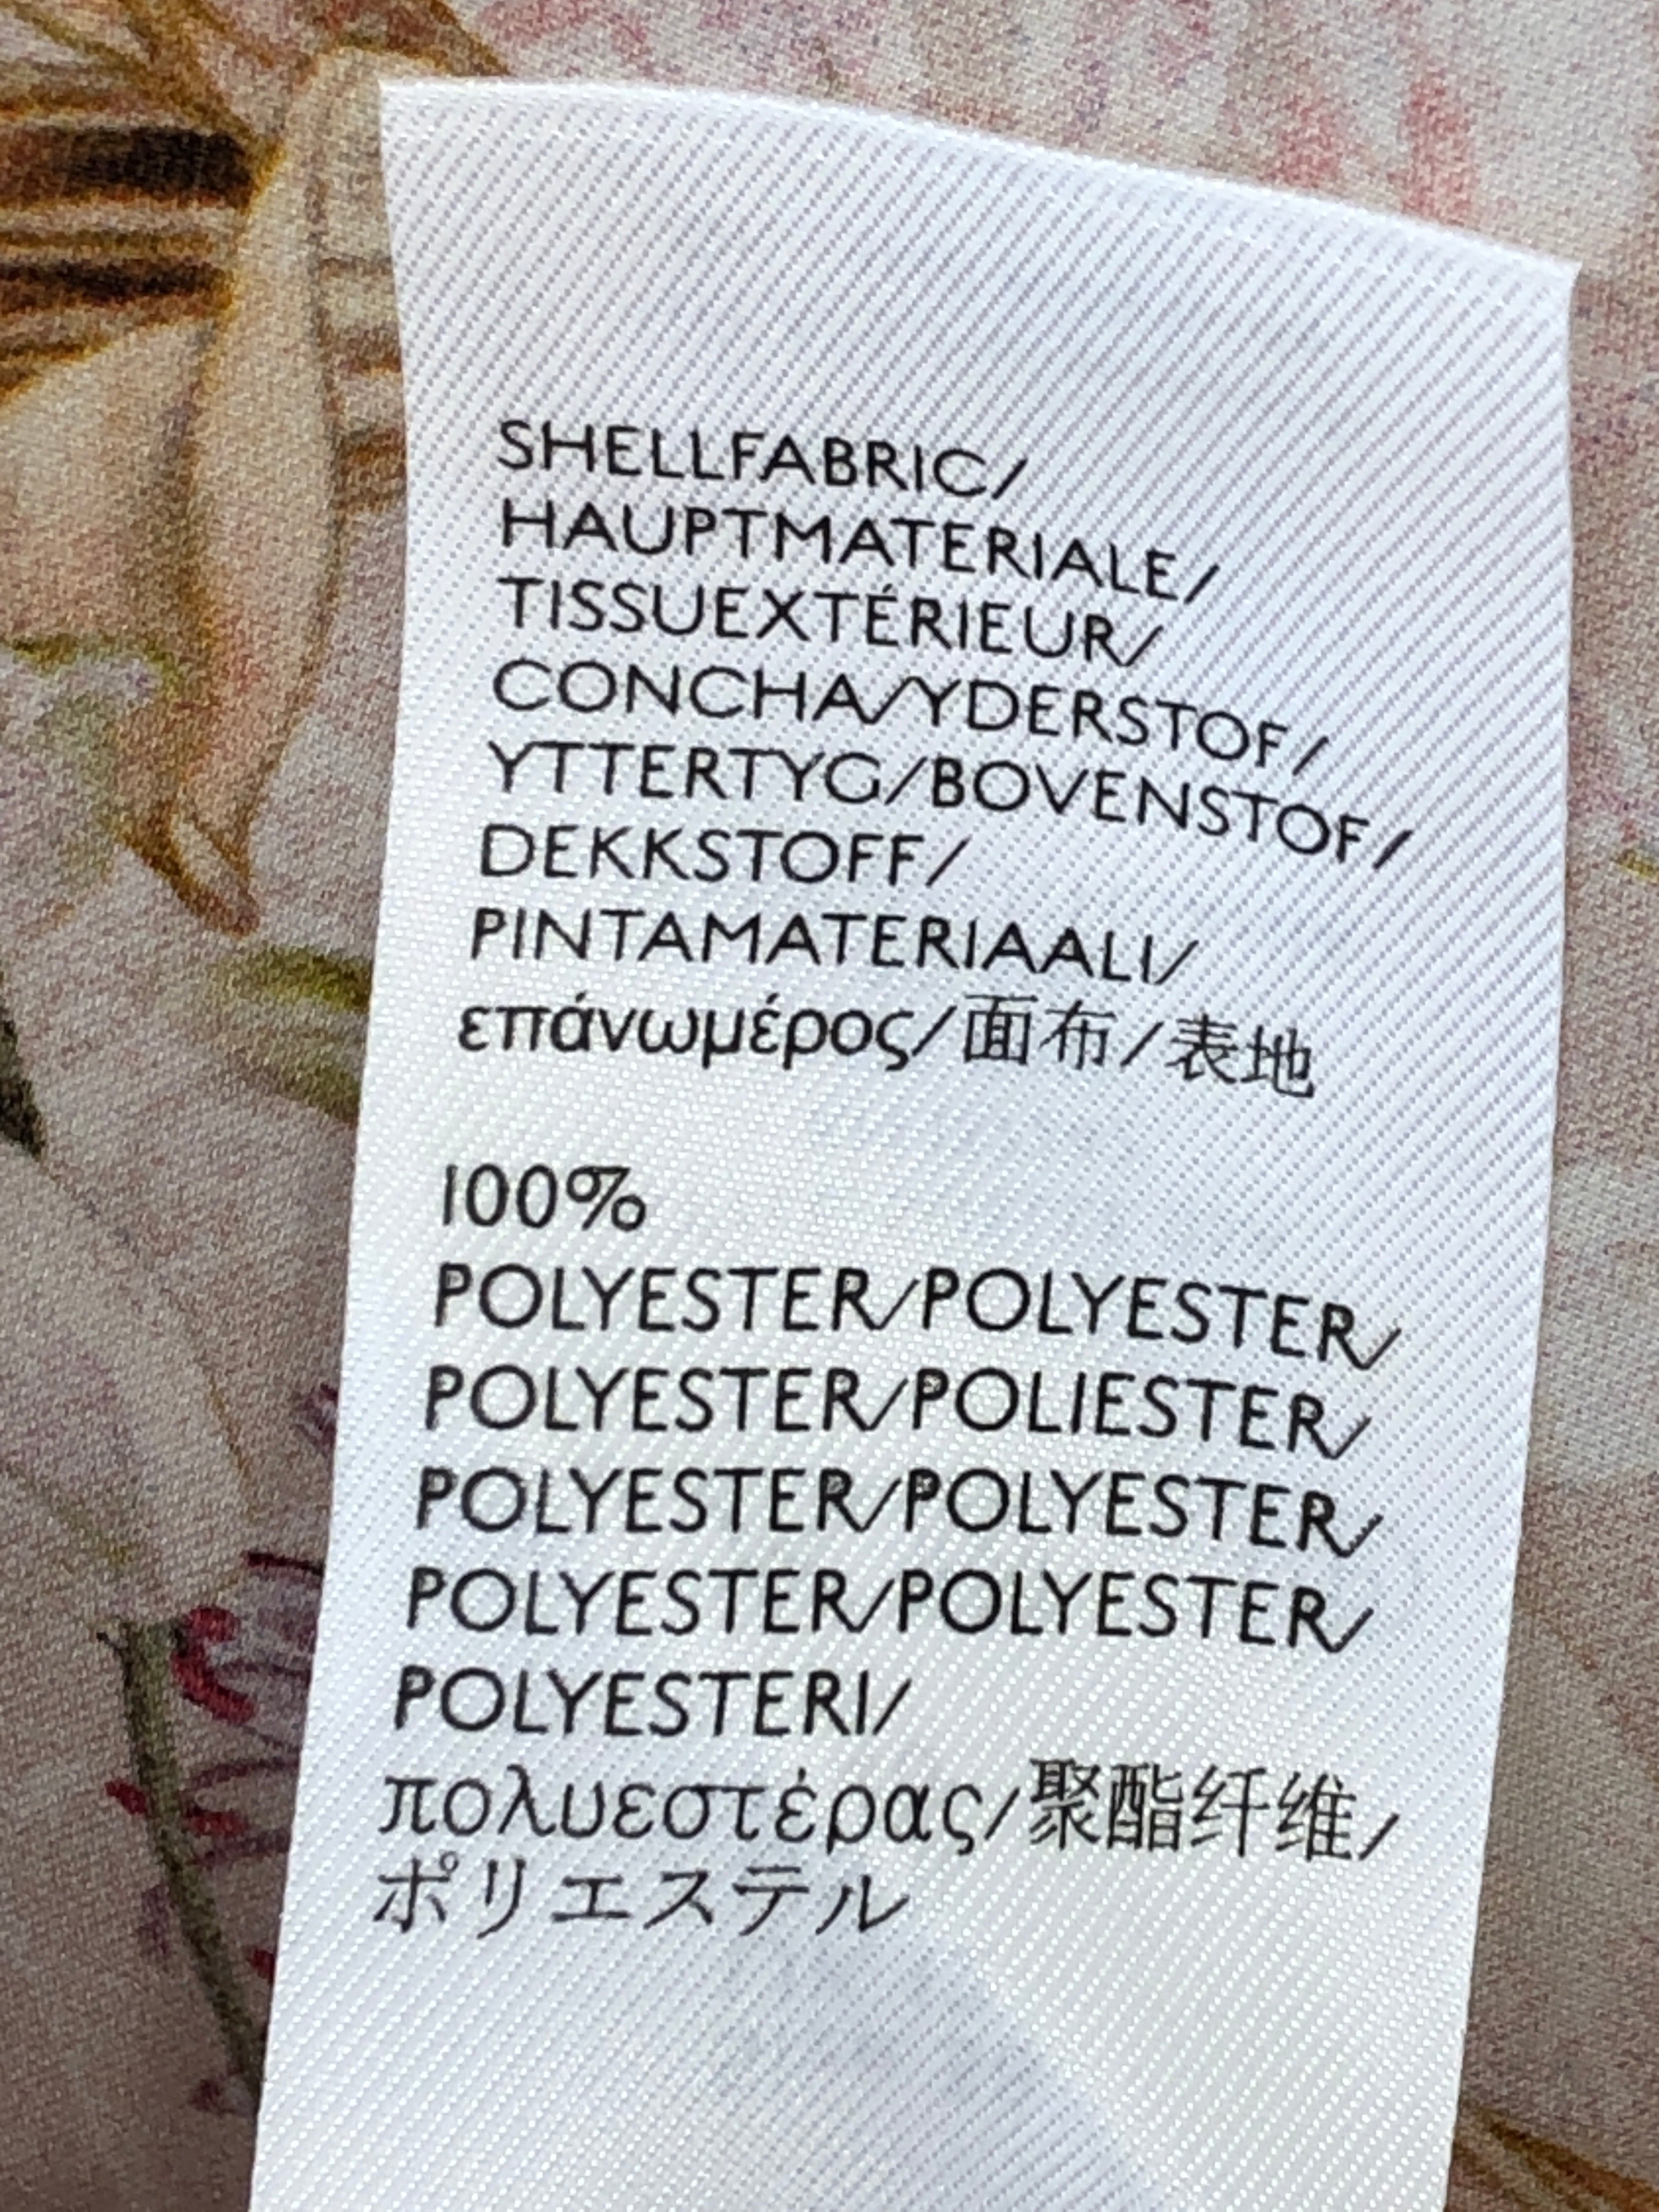 SHELLFABRIC/
HAUPTMATERIALE/
TISSUEXTÉRIEUR/
CONCHA/YDERSTOF/
YTTERTYG/BOVENSTOF/
DEKKSTOFF/
PINTAMATERIAALI/
επάνωμέρος/面布/表地
100%
POLYESTER/POLYESTER/
POLYESTER/POLIESTER/
POLYESTER/POLYESTER/
POLYESTER/POLYESTER/
POLYESTERI/
πολυεστέρας/聚酯纤维/
ポリエステル